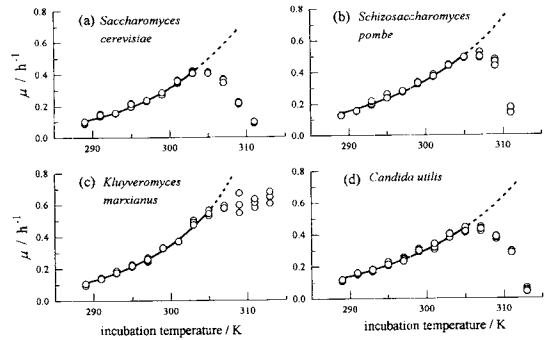 (a) Saccharomyces
cerevisiae
(b) Schizosaccharomyces
pombe
0.8
0.6
0.4
0.2
0.0
μ / h⁻¹
290
300
310
0.8
0.6
0.4
0.2
0.0
290
300
310
(c) Kluyveromyces
marxianus
(d) Candida utilis
0.8
0.6
0.4
0.2
0.0
μ / h⁻¹
290
300
310
0.8
0.6
0.4
0.2
0.0
290
300
310
incubation temperature / K
incubation temperature / K